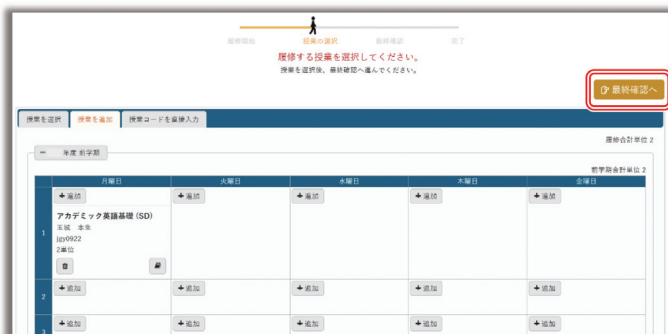 履修開始 授業の選択 最終確認 完了
履修する授業を選択してください。
授業を選択後、最終確認へ進んでください。
最終確認へ
授業を選択 授業を追加 授業コードを直接入力
履修合計単位 2
年度 前学期
前学期合計単位 2
月曜日 火曜日 水曜日 木曜日 金曜日
+追加 +追加 +追加 +追加 +追加
1
アカデミック英語基礎 (SD)
玉城 本生
jgy0922
2単位
2 +追加 +追加 +追加 +追加 +追加
3 +追加 +追加 +追加 +追加 +追加